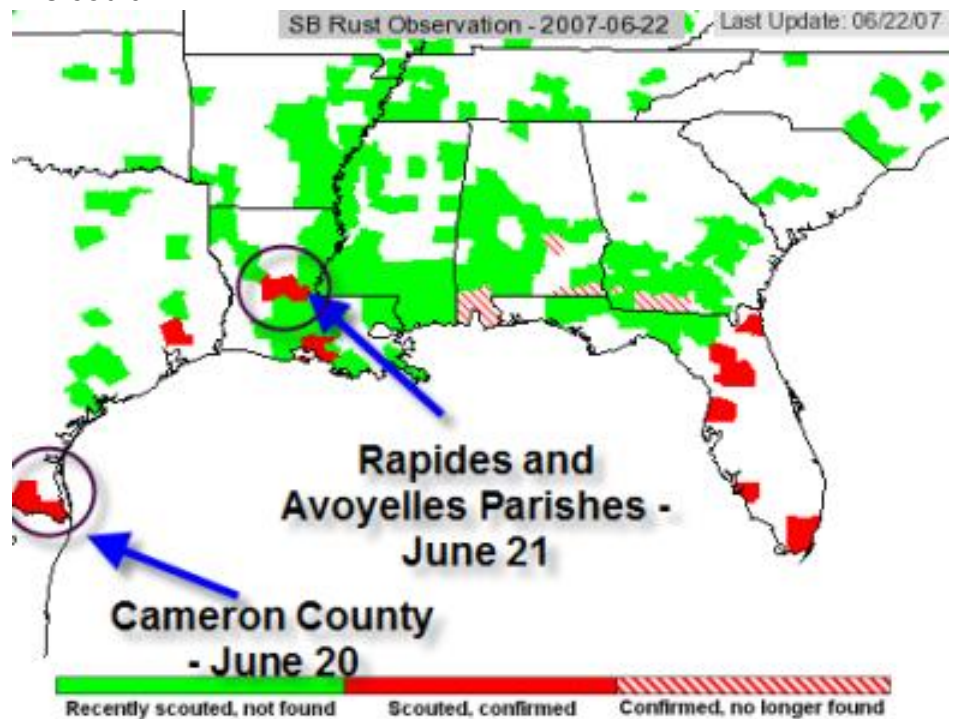 SB Rust Observation - 2007-06-22
Last Update: 06/22/07
Rapides and
Avoyelles Parishes -
June 21
Cameron County
- June 20
Recently scouted, not found
Scouted, confirmed
Confirmed, no longer found